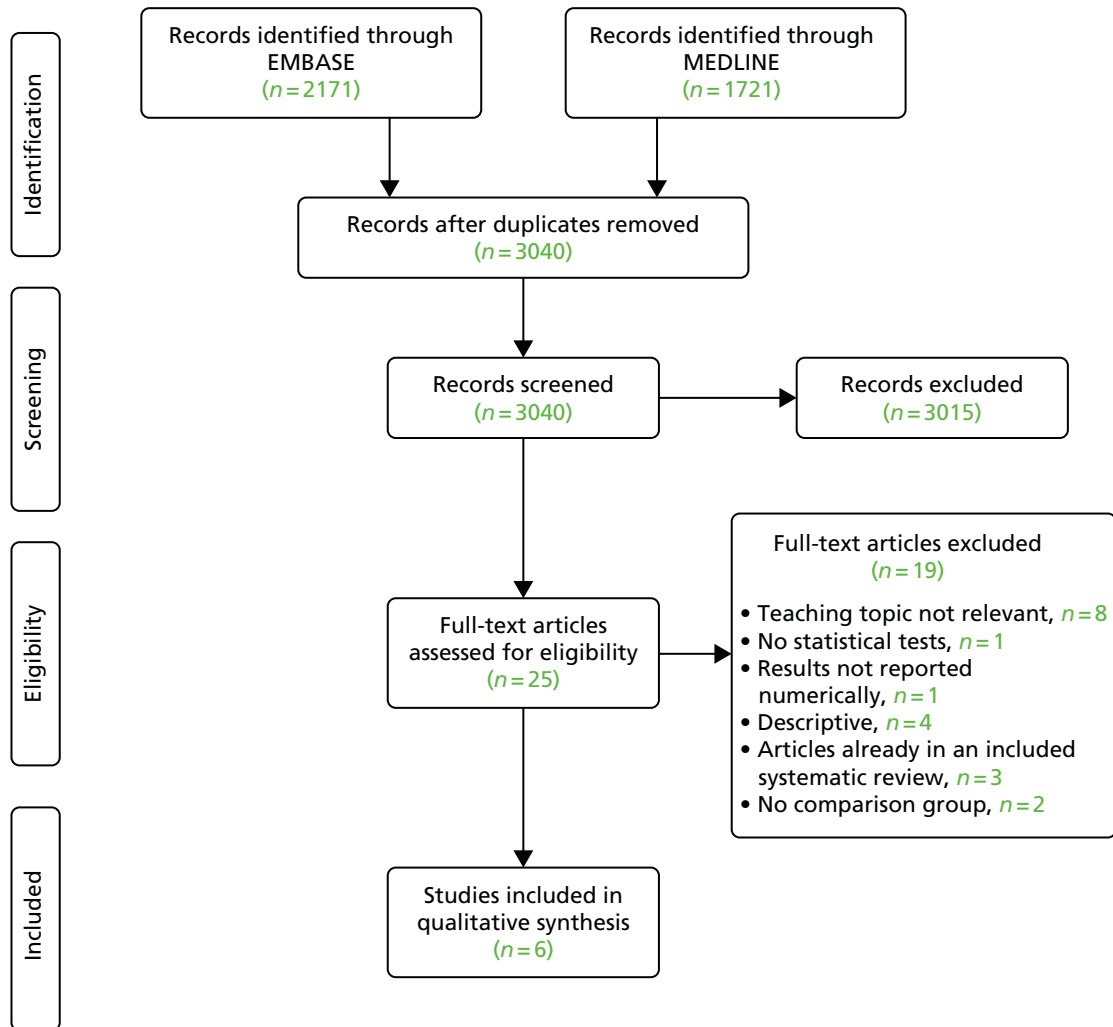 Identification
Records identified through
EMBASE
(n=2171)
Records identified through
MEDLINE
(n=1721)
Records after duplicates removed
(n=3040)
Screening
Records screened
(n=3040)
Records excluded
(n=3015)
Eligibility
Full-text articles
assessed for eligibility
(n=25)
Full-text articles excluded
(n=19)
• Teaching topic not relevant, n=8
• No statistical tests, n=1
• Results not reported
numerically, n=1
• Descriptive, n=4
• Articles already in an included
systematic review, n=3
• No comparison group, n=2
Included
Studies included in
qualitative synthesis
(n=6)